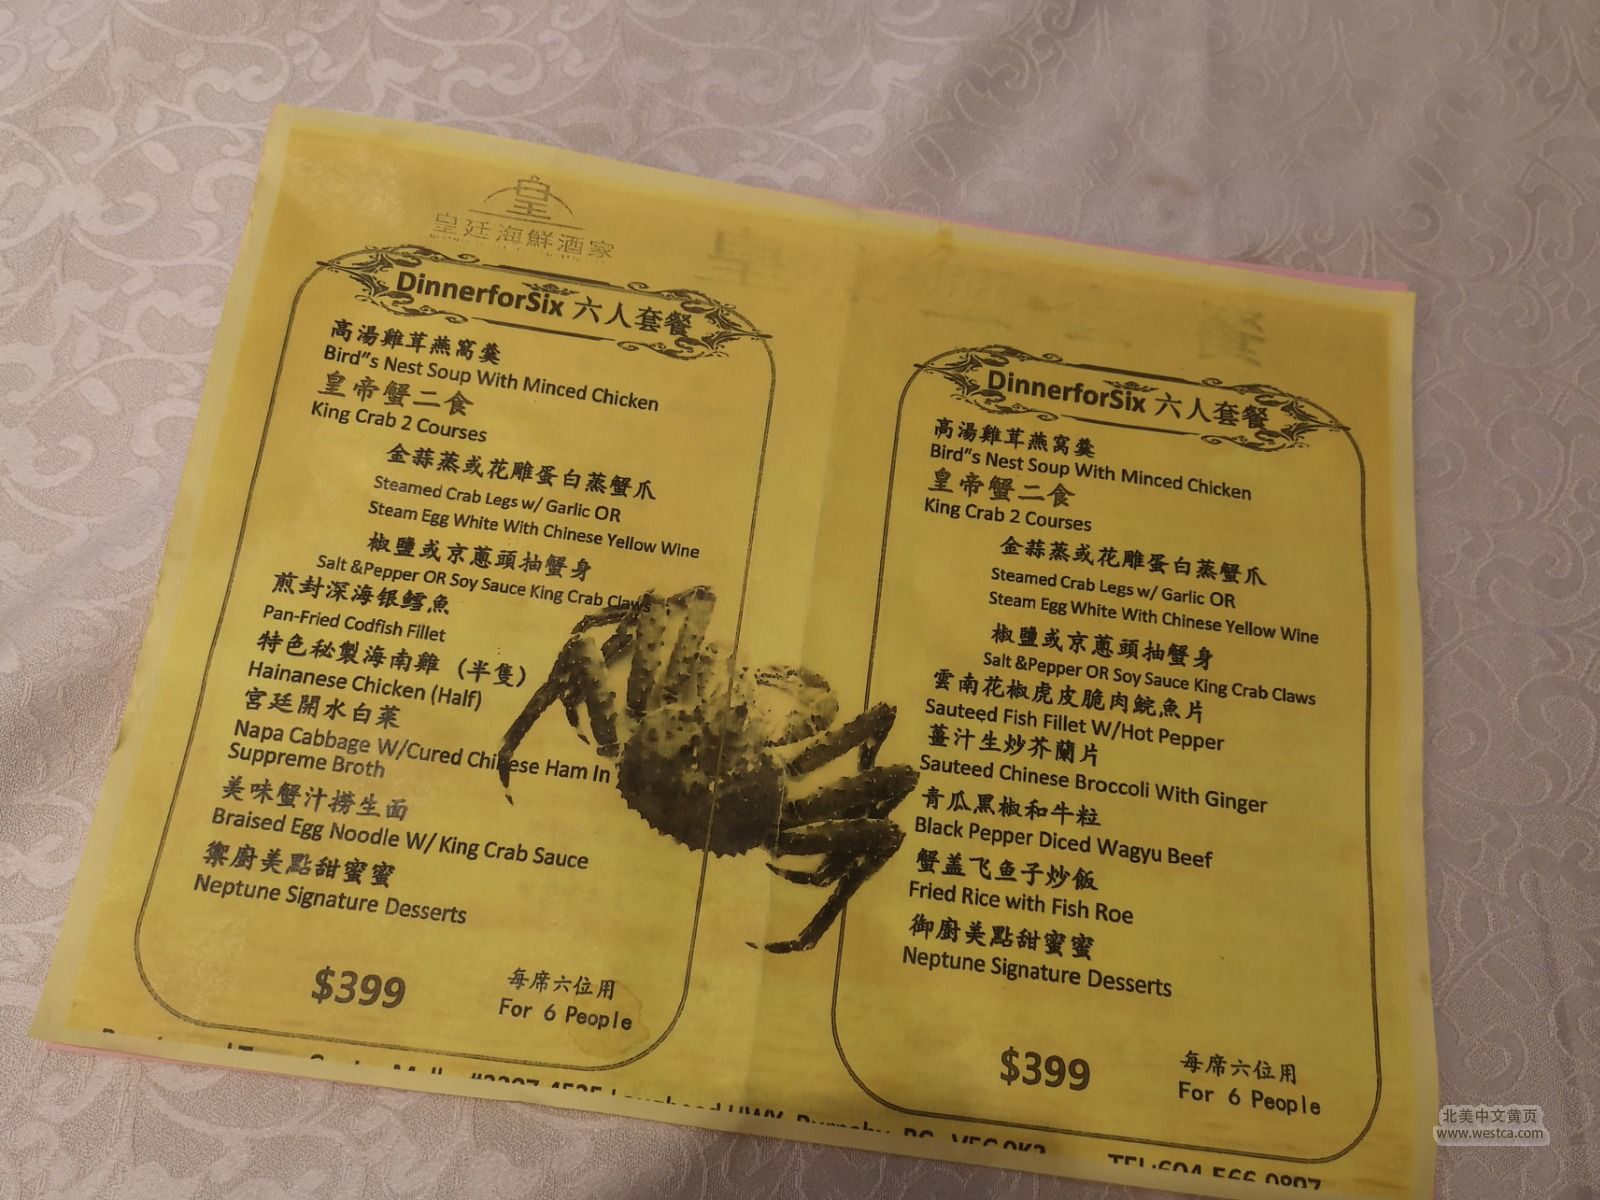 皇廷海鮮酒家
DinnerforSix 六人套餐
高湯雞茸燕窩羹
Bird"s Nest Soup With Minced Chicken
皇帝蟹二食
King Crab 2 Courses
金蒜蒸或花雕蛋白蒸蟹爪
Steamed Crab Legs w/ Garlic OR
Steam Egg White With Chinese Yellow Wine
椒鹽或京蔥頭抽蟹身
Salt &Pepper OR Soy Sauce King Crab Claws
煎封深海银鱈魚
Pan-Fried Codfish Fillet
特色秘製海南雞（半隻）
Hainanese Chicken (Half)
宮廷開水白菜
Napa Cabbage W/Cured Chinese Ham In
Suppreme Broth
美味蟹汁捞生面
Braised Egg Noodle W/ King Crab Sauce
禦廚美點甜蜜蜜
Neptune Signature Desserts
$399
每席六位用
For 6 People
DinnerforSix 六人套餐
高湯雞茸燕窩羹
Bird"s Nest Soup With Minced Chicken
皇帝蟹二食
King Crab 2 Courses
金蒜蒸或花雕蛋白蒸蟹爪
Steamed Crab Legs w/ Garlic OR
Steam Egg White With Chinese Yellow Wine
椒鹽或京蔥頭抽蟹身
Salt &Pepper OR Soy Sauce King Crab Claws
雲南花椒虎皮脆肉鯇魚片
Sauteed Fish Fillet W/Hot Pepper
薑汁生炒芥蘭片
Sauteed Chinese Broccoli With Ginger
青瓜黑椒和牛粒
Black Pepper Diced Wagyu Beef
蟹盖飞鱼子炒飯
Fried Rice with Fish Roe
御廚美點甜蜜蜜
Neptune Signature Desserts
$399
每席六位用
For 6 People
Lougheed HWY, Burnaby, BC
TEL:604 566 0897
北美中文黄页
www.westca.com